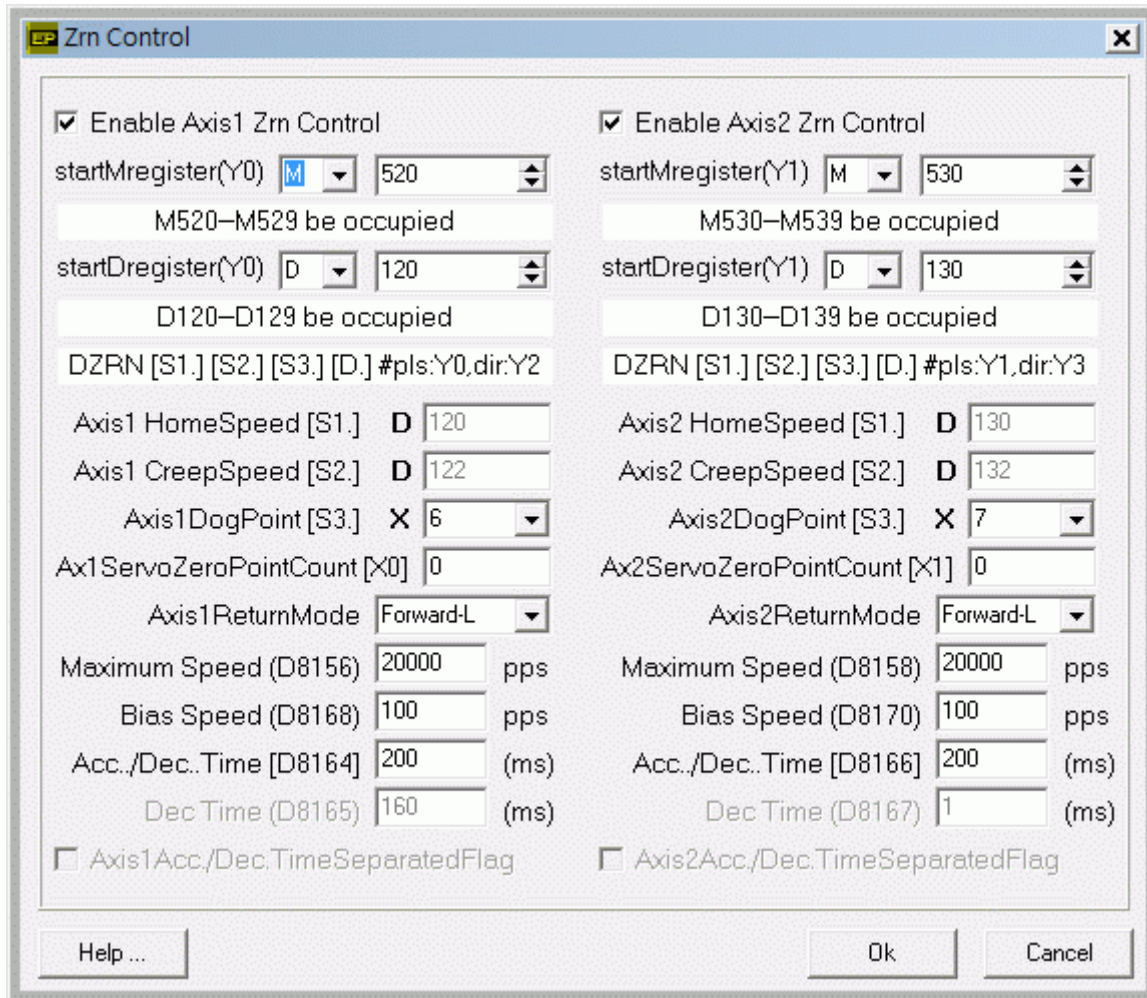 EP Zrn Control
Enable Axis1 Zrn Control
startMregister(Y0) M 520
M520–M529 be occupied
startDregister(Y0) D 120
D120–D129 be occupied
DZRN [S1.] [S2.] [S3.] [D.] #pls:Y0,dir:Y2
Axis1 HomeSpeed [S1.] D 120
Axis1 CreepSpeed [S2.] D 122
Axis1DogPoint [S3.] X 6
Ax1ServoZeroPointCount [X0] 0
Axis1ReturnMode Forward-L
Maximum Speed (D8156) 20000 pps
Bias Speed (D8168) 100 pps
Acc../Dec..Time [D8164] 200 (ms)
Dec Time (D8165) 160 (ms)
Axis1Acc./Dec.TimeSeparatedFlag
Enable Axis2 Zrn Control
startMregister(Y1) M 530
M530–M539 be occupied
startDregister(Y1) D 130
D130–D139 be occupied
DZRN [S1.] [S2.] [S3.] [D.] #pls:Y1,dir:Y3
Axis2 HomeSpeed [S1.] D 130
Axis2 CreepSpeed [S2.] D 132
Axis2DogPoint [S3.] X 7
Ax2ServoZeroPointCount [X1] 0
Axis2ReturnMode Forward-L
Maximum Speed (D8158) 20000 pps
Bias Speed (D8170) 100 pps
Acc../Dec..Time [D8166] 200 (ms)
Dec Time (D8167) 1 (ms)
Axis2Acc./Dec.TimeSeparatedFlag
Help ...
Ok
Cancel